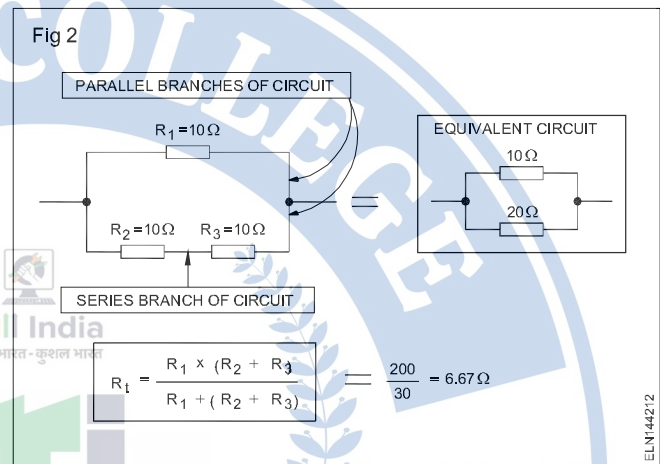 Fig 2
COLLEGE
PARALLEL BRANCHES OF CIRCUIT
R1=10Ω
R2=10Ω R3=10Ω
SERIES BRANCH OF CIRCUIT
=
EQUIVALENT CIRCUIT
10Ω
20Ω
Rt = R1 x (R2 + R3) / R1 + ( R2 + R3) = 200 / 30 = 6.67Ω
ll India
भारत - कुशल भारत
ELN144212